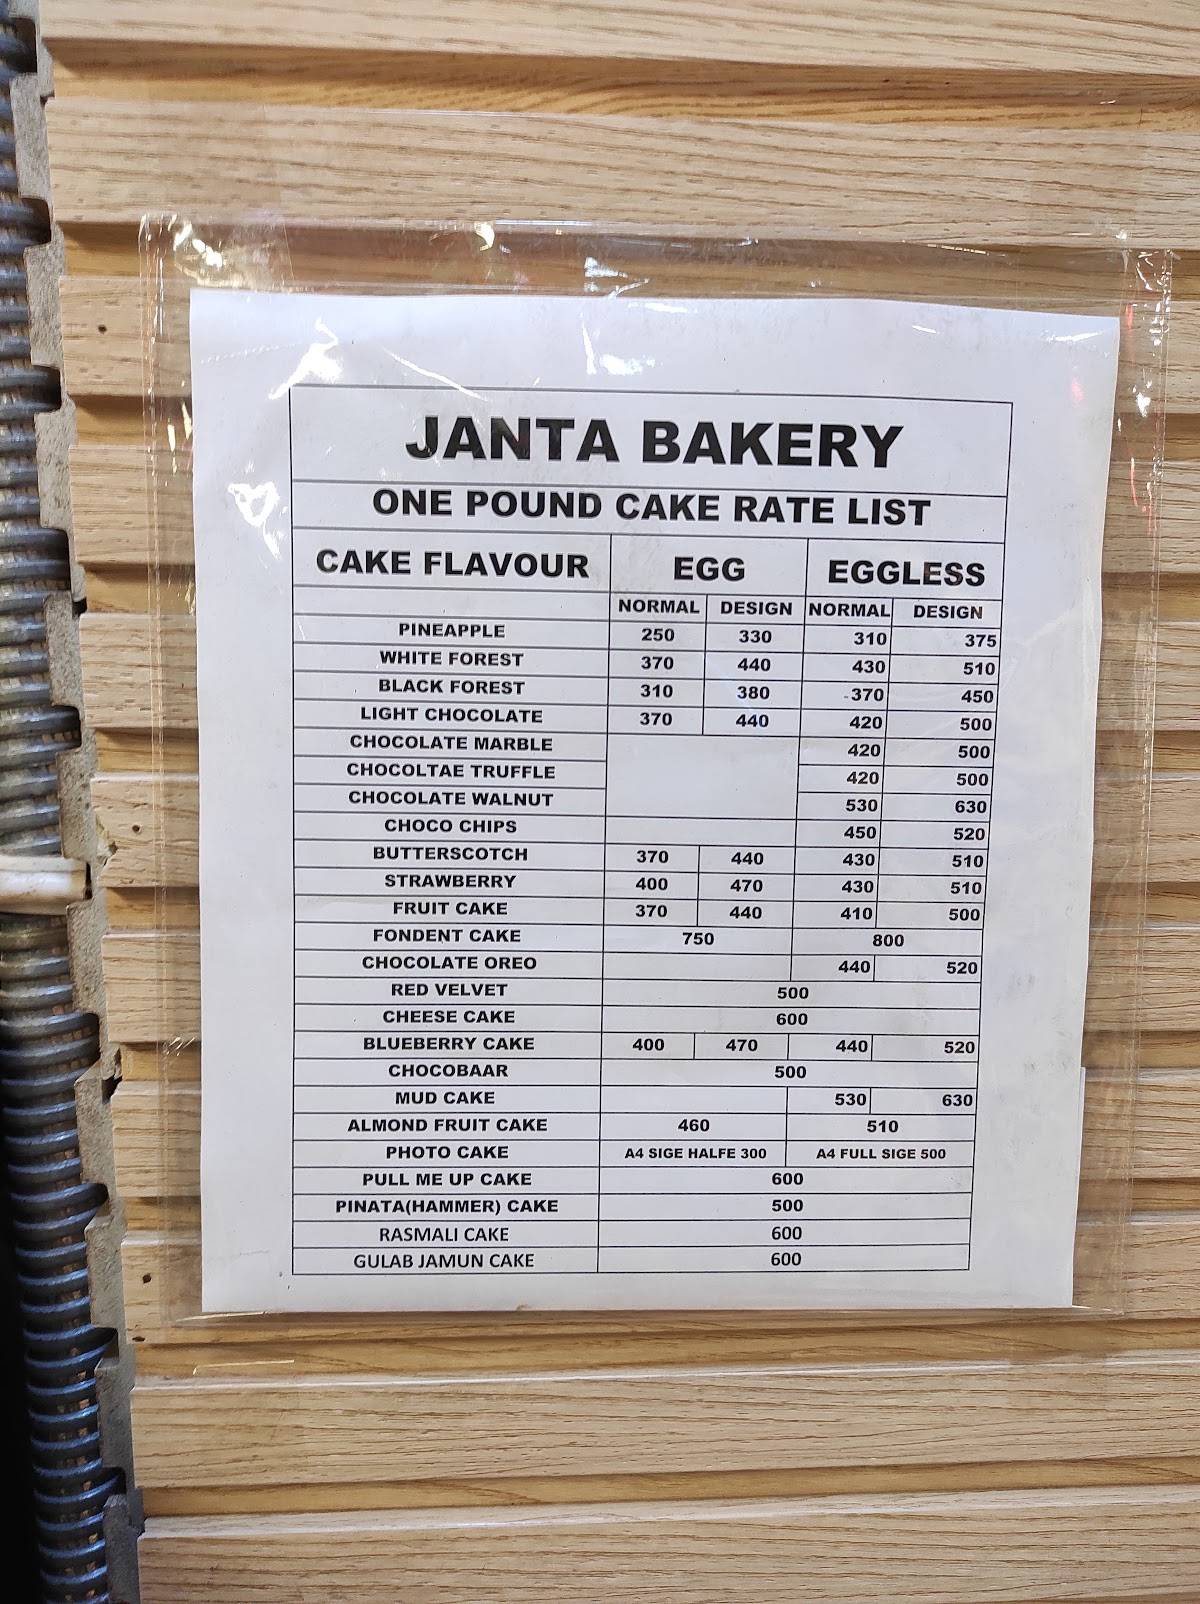 JANTA BAKERY
ONE POUND CAKE RATE LIST
CAKE FLAVOUR EGG EGGLESS
NORMAL DESIGN NORMAL DESIGN
PINEAPPLE 250 330 310 375
WHITE FOREST 370 440 430 510
BLACK FOREST 310 380 370 450
LIGHT CHOCOLATE 370 440 420 500
CHOCOLATE MARBLE 420 500
CHOCOLTAE TRUFFLE 420 500
CHOCOLATE WALNUT 530 630
CHOCO CHIPS 450 520
BUTTERSCOTCH 370 440 430 510
STRAWBERRY 400 470 430 510
FRUIT CAKE 370 440 410 500
FONDENT CAKE 750 800
CHOCOLATE OREO 440 520
RED VELVET 500
CHEESE CAKE 600
BLUEBERRY CAKE 400 470 440 520
CHOCOBAAR 500
MUD CAKE 530 630
ALMOND FRUIT CAKE 460 510
PHOTO CAKE A4 SIGE HALFE 300 A4 FULL SIGE 500
PULL ME UP CAKE 600
PINATA(HAMMER) CAKE 500
RASMALI CAKE 600
GULAB JAMUN CAKE 600